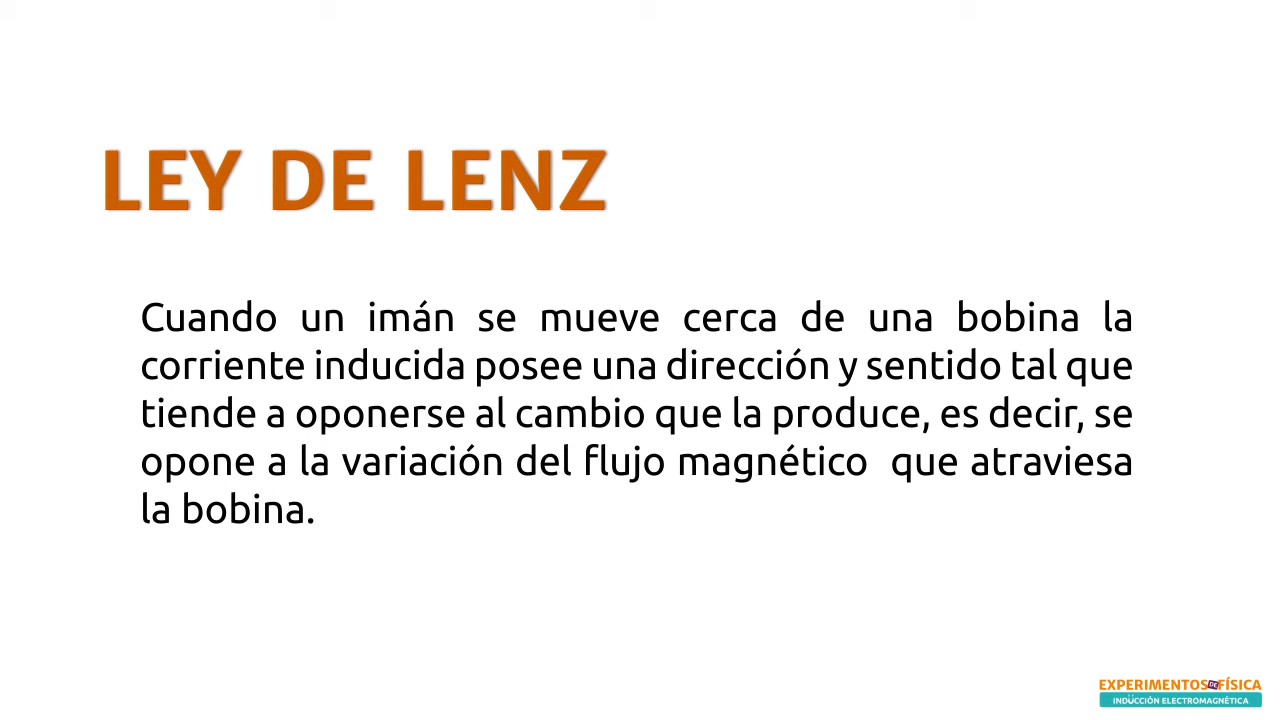 LEY DE LENZ
Cuando un imán se mueve cerca de una bobina la
corriente inducida posee una dirección y sentido tal que
tiende a oponerse al cambio que la produce, es decir, se
opone a la variación del flujo magnético que atraviesa
la bobina.
EXPERIMENTOS DE FÍSICA
INDUCCIÓN ELECTROMAGNÉTICA